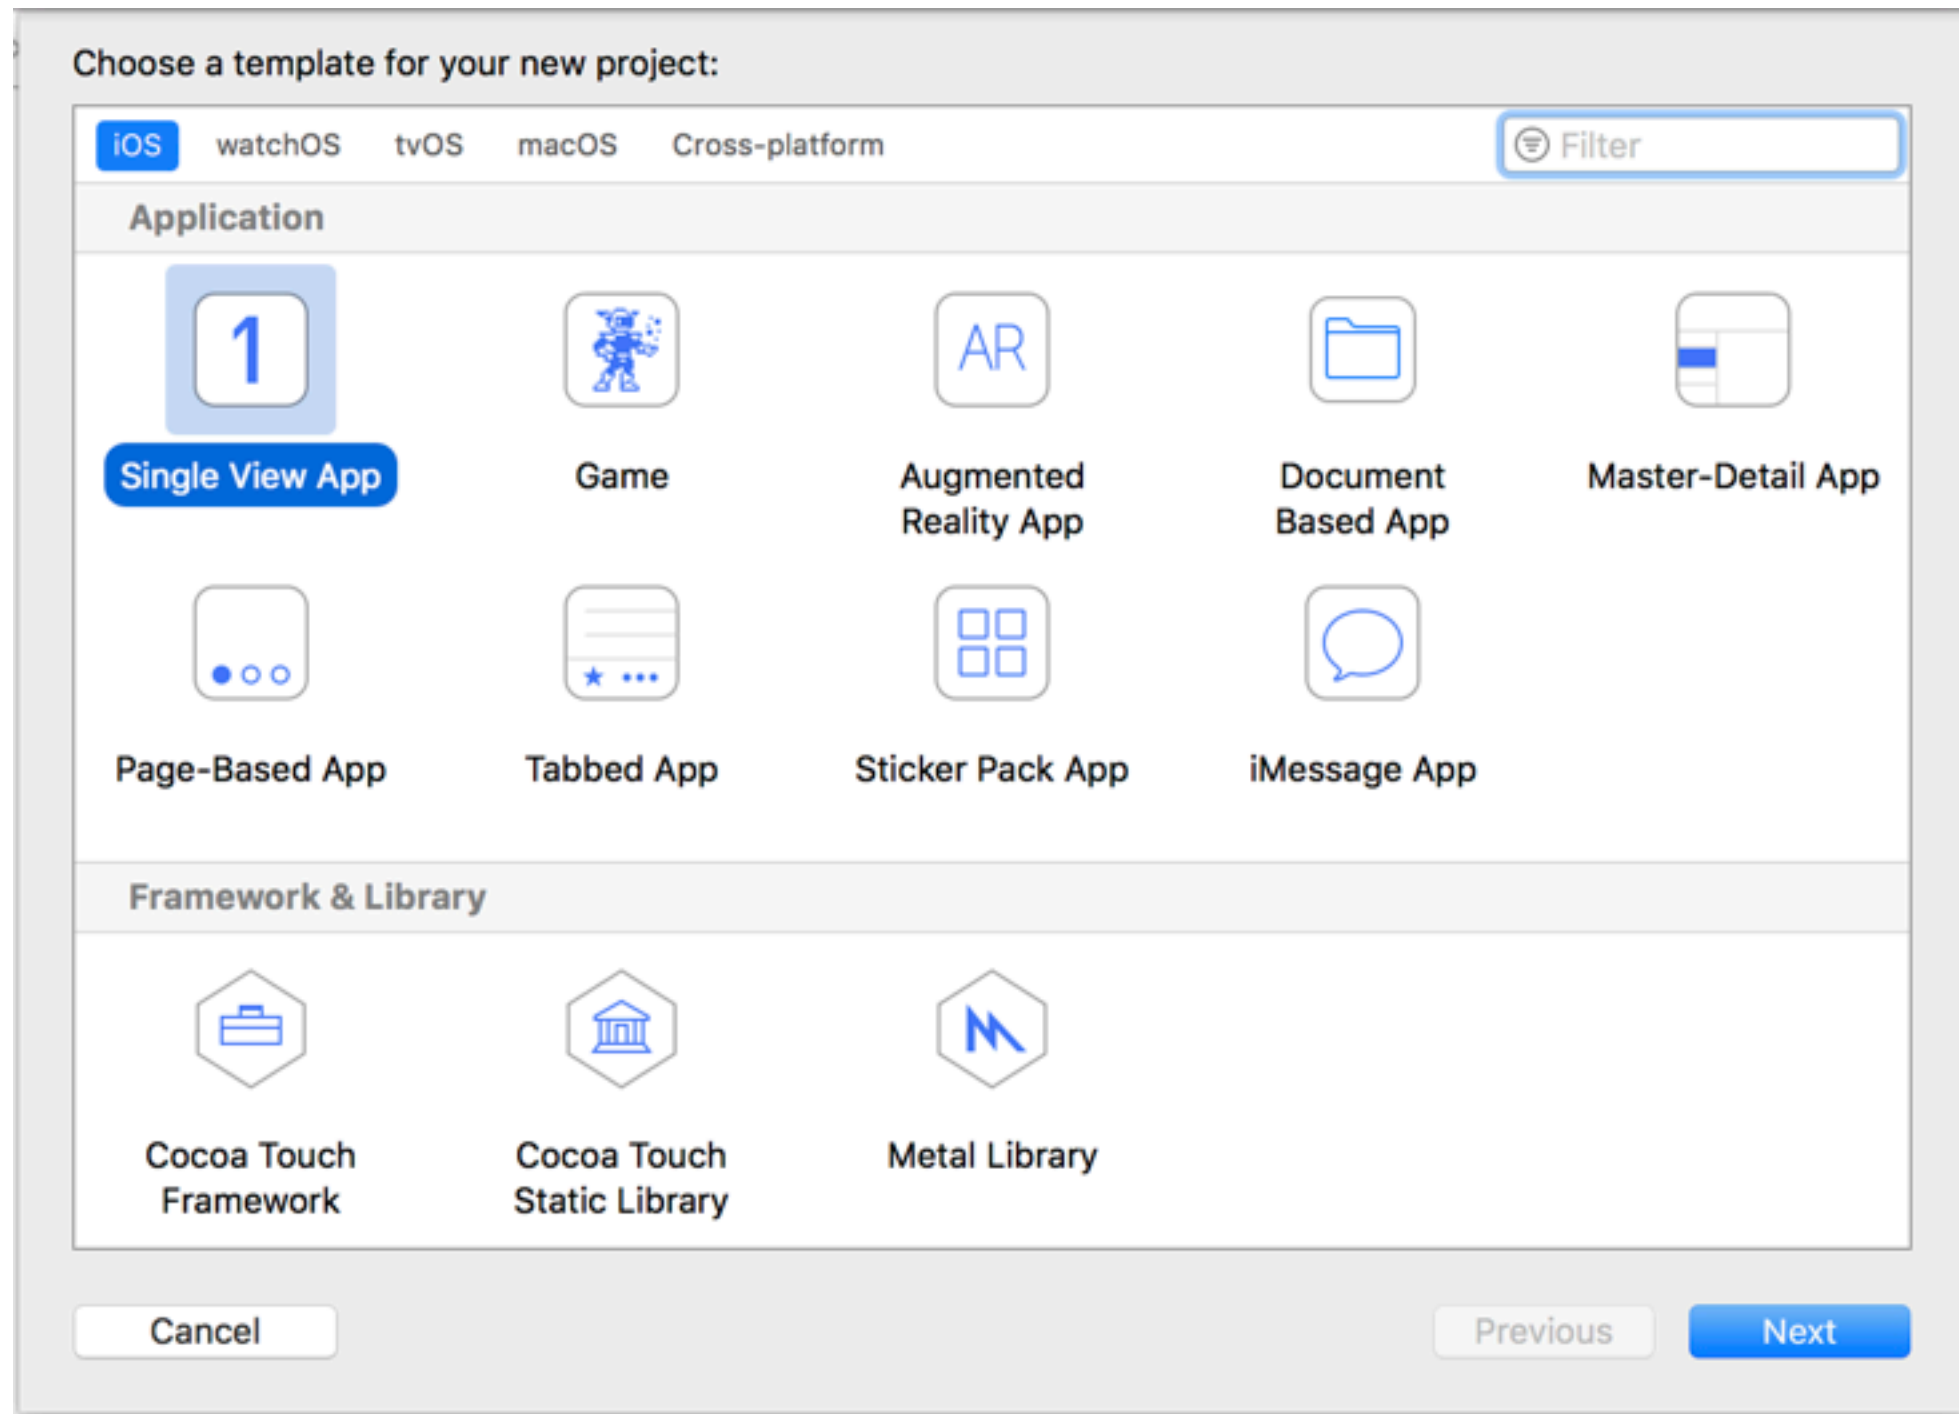 Choose a template for your new project:
iOS watchOS tvOS macOS Cross-platform Filter
Application
1 AR
Single View App Game Augmented Reality App Document Based App Master-Detail App
Page-Based App Tabbed App Sticker Pack App iMessage App
Framework & Library
Cocoa Touch Framework Cocoa Touch Static Library Metal Library
Cancel Previous Next